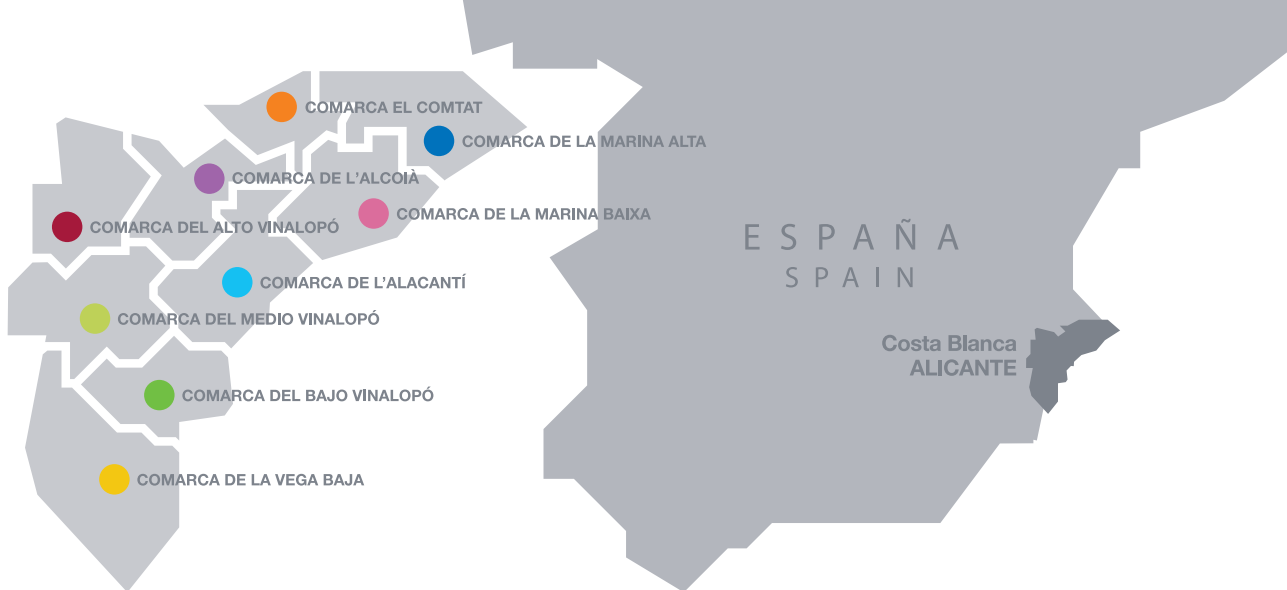 COMARCA EL COMTAT
COMARCA DE LA MARINA ALTA
COMARCA DE L'ALCOIÀ
COMARCA DE LA MARINA BAIXA
COMARCA DEL ALTO VINALOPÓ
COMARCA DE L'ALACANTÍ
COMARCA DEL MEDIO VINALOPÓ
COMARCA DEL BAJO VINALOPÓ
COMARCA DE LA VEGA BAJA
ESPAÑA
SPAIN
Costa Blanca
ALICANTE